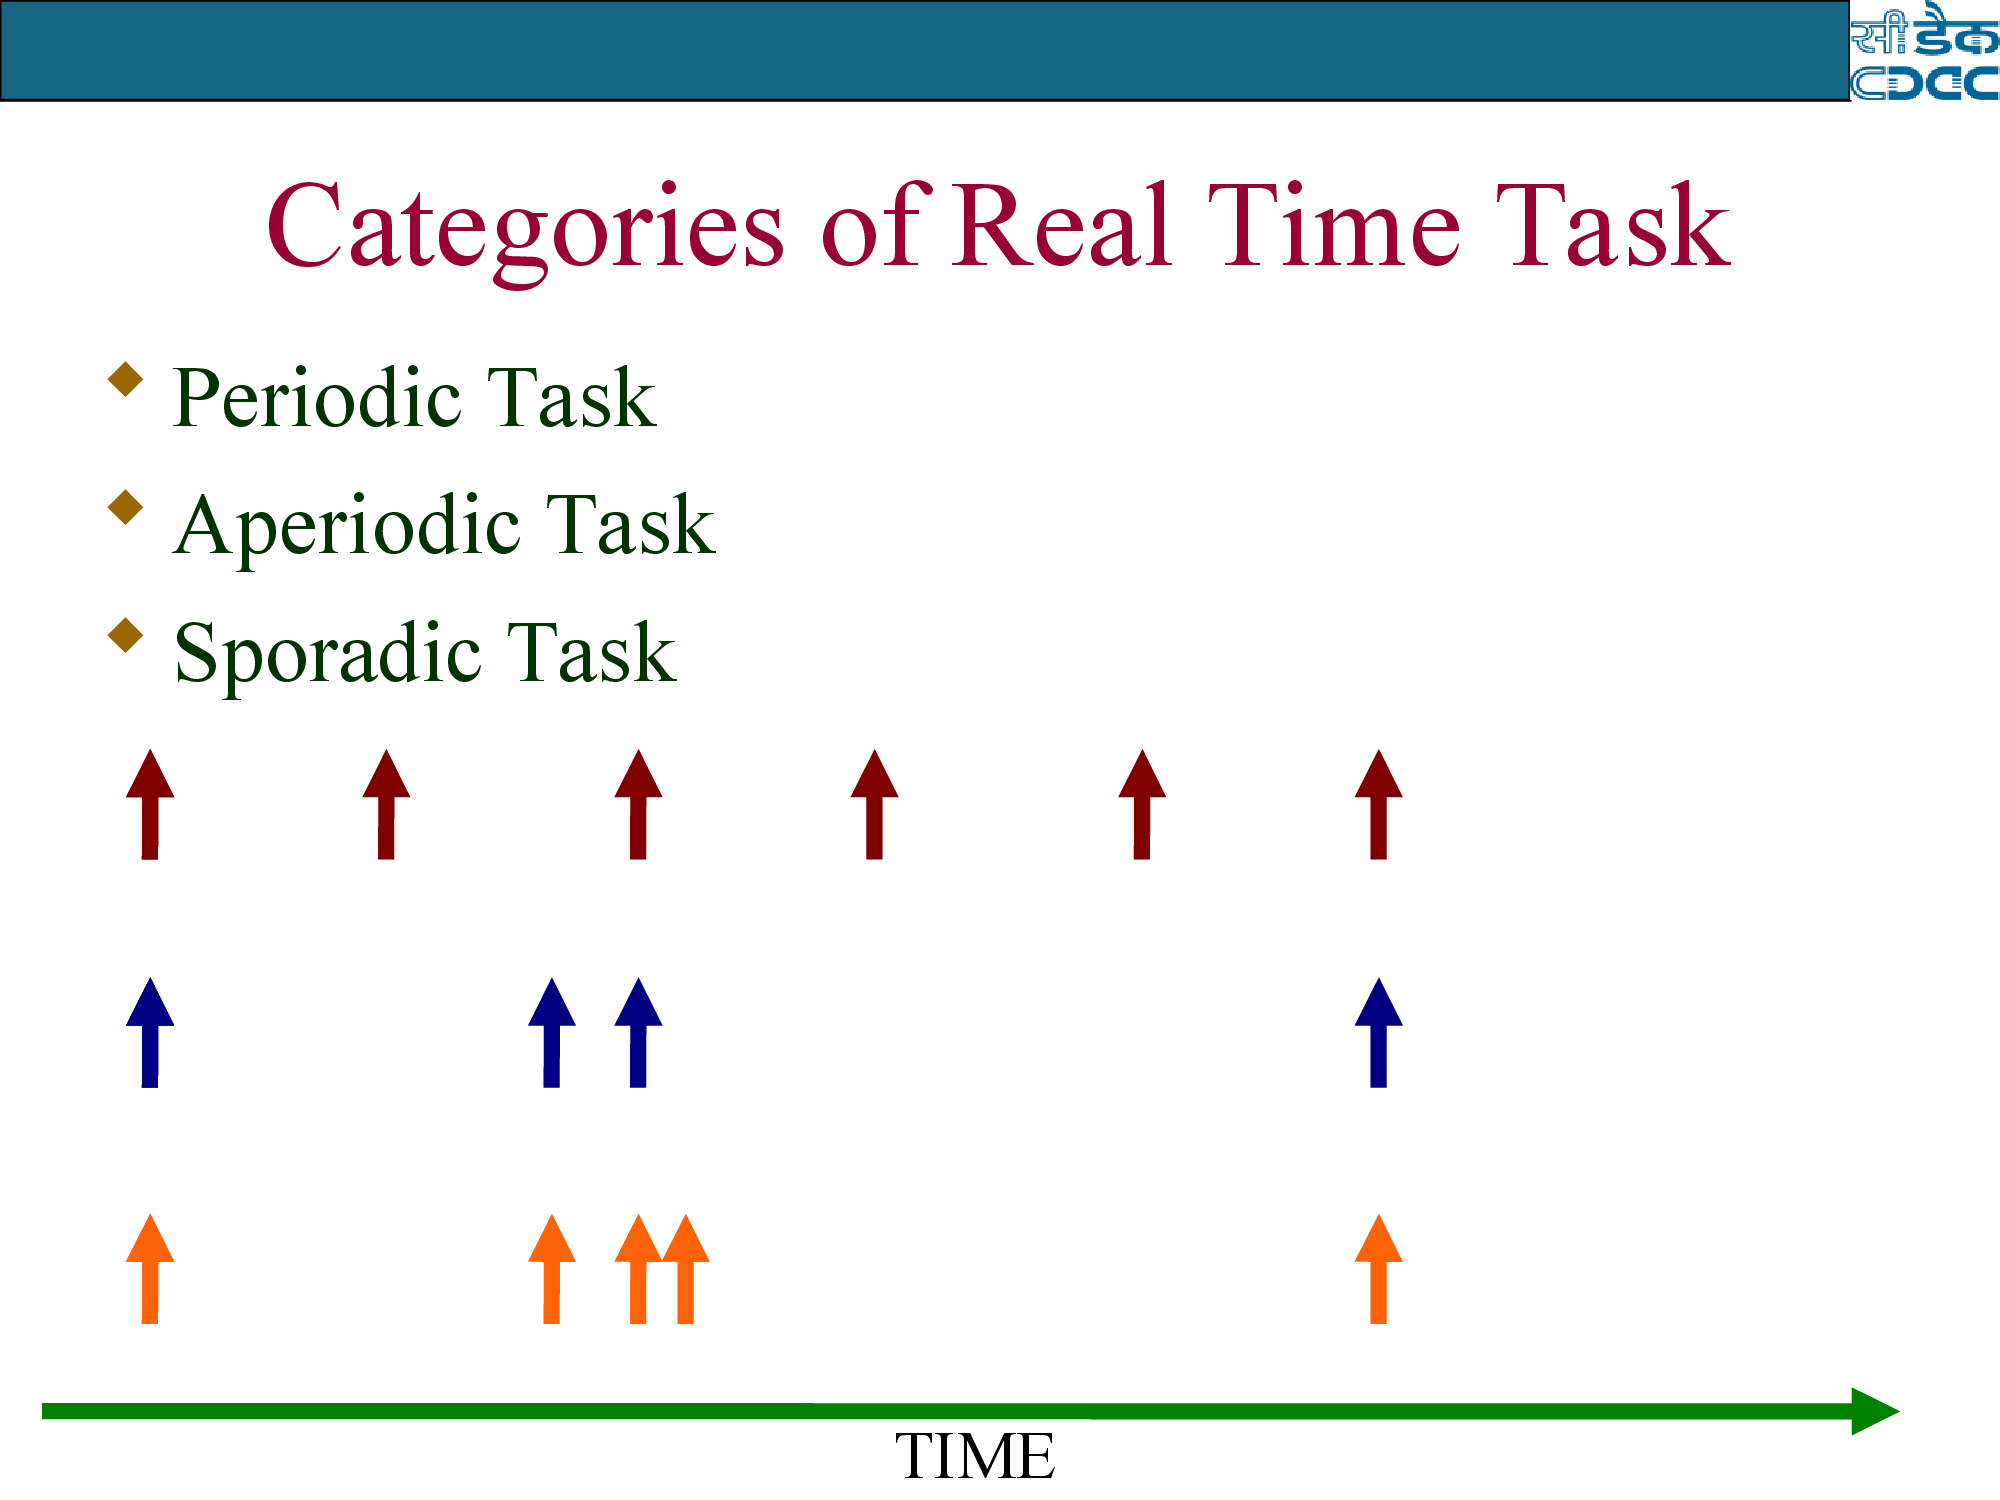 सी डैक
CDAC
Categories of Real Time Task
Periodic Task
Aperiodic Task
Sporadic Task
TIME